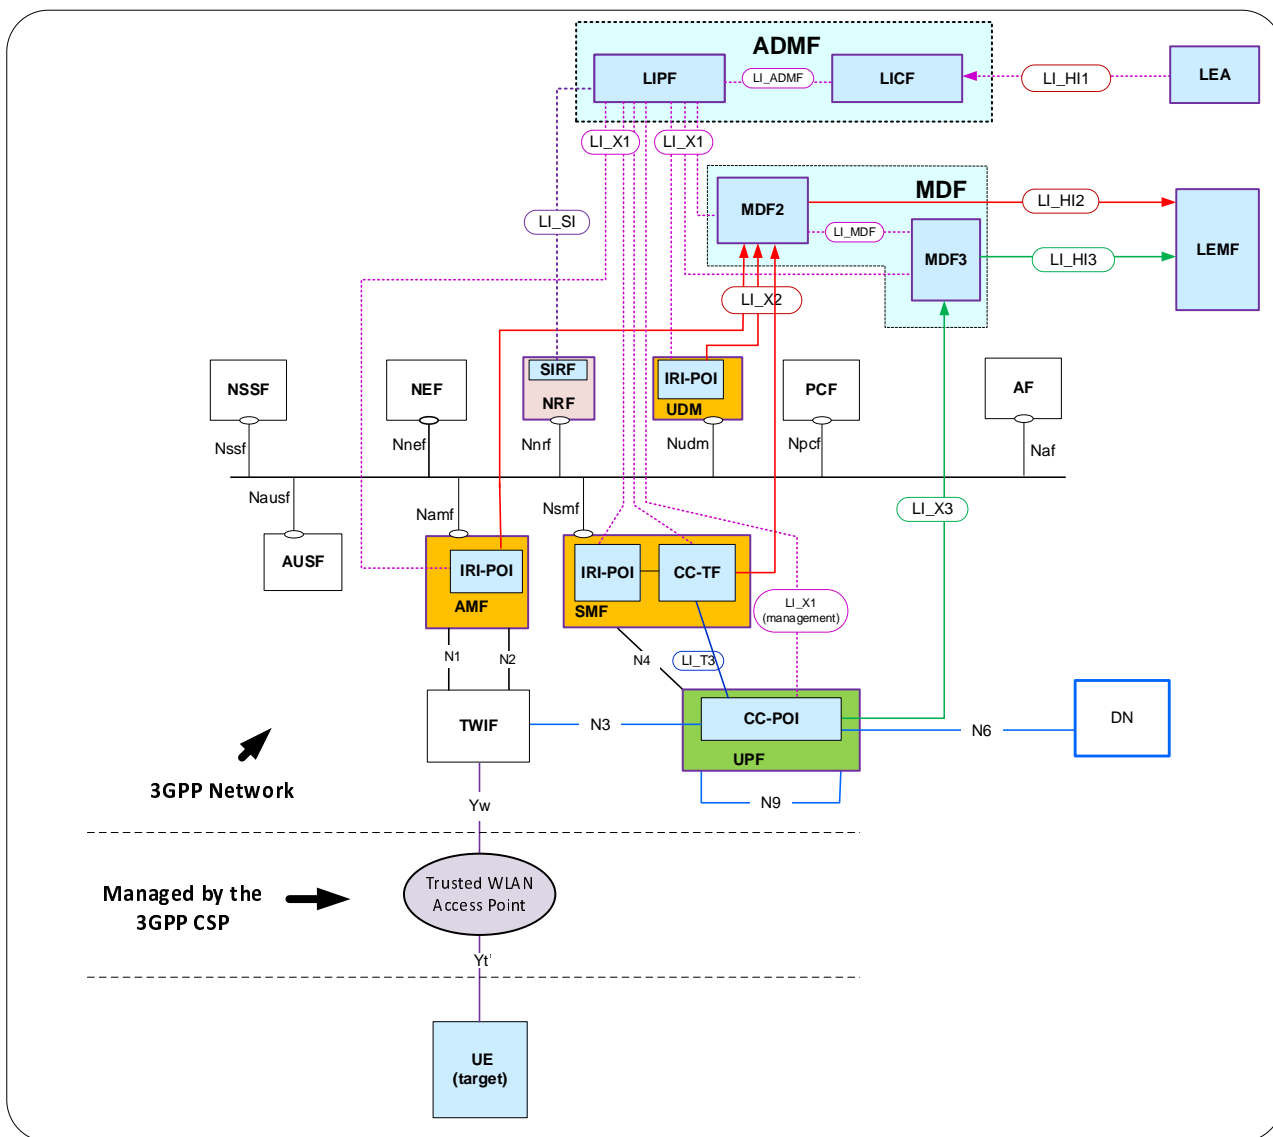 ADMF
LIPF
LI_ADMF
LICF
LI_HI1
LEA
LI_X1
LI_X1
MDF
MDF2
LI_HI2
LI_SI
LI_MDF
MDF3
LI_HI3
LEMF
LI_X2
NSSF
NEF
SIRF
NRF
IRI-POI
UDM
PCF
AF
Nssf
Nnef
Nnrf
Nudm
Npcf
Naf
Nausf
Namf
Nsmf
LI_X3
AUSF
IRI-POI
AMF
IRI-POI
CC-TF
SMF
LI_X1
(management)
N1
N2
N4
LI_T3
TWIF
N3
CC-POI
UPF
N6
DN
N9
3GPP Network
Yw
Managed by the
3GPP CSP
Trusted WLAN
Access Point
Yt'
UE
(target)